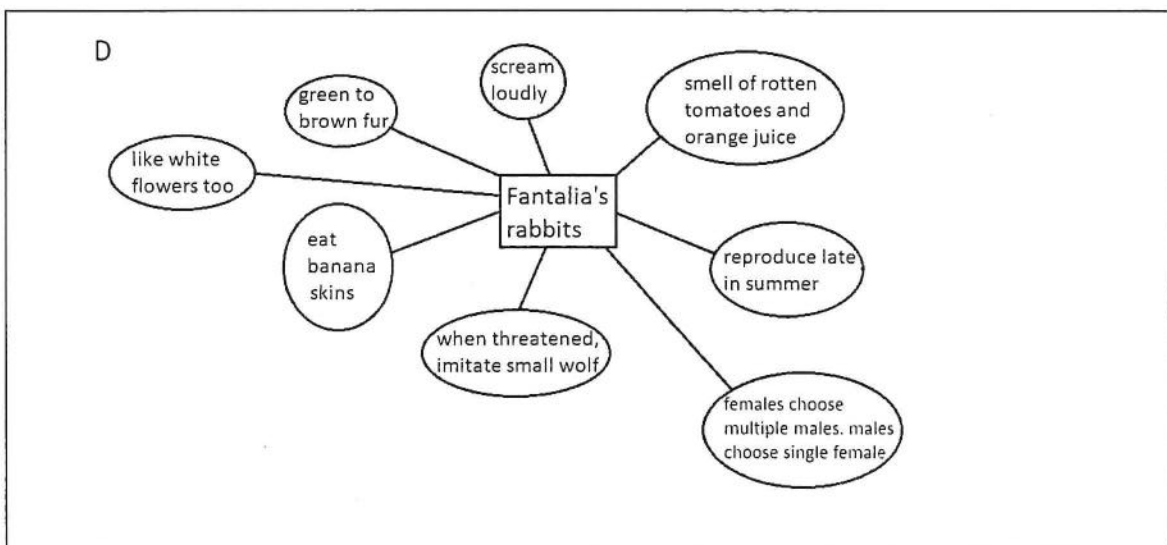 D
scream
loudly
smell of rotten
tomatoes and
orange juice
green to
brown fur
like white
flowers too
Fantalia's
rabbits
eat
banana
skins
reproduce late
in summer
when threatened,
imitate small wolf
females choose
multiple males. males
choose single female